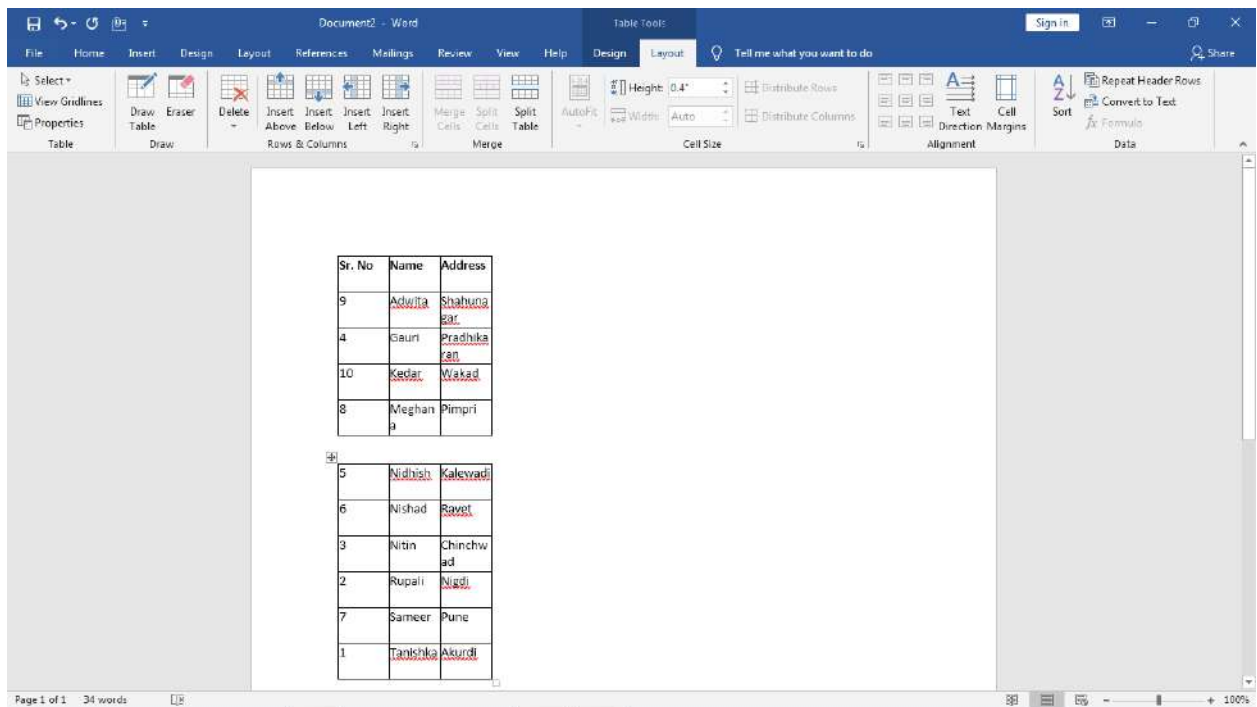 Document2 - Word
Table Tools
Sign in
File Home Insert Design Layout References Mailings Review View Help Design Layout Tell me what you want to do Share
Select
View Gridlines
Properties
Table
Draw Table
Eraser
Draw
Delete
Insert Above
Insert Below
Insert Left
Insert Right
Rows & Columns
Merge Cells
Split Cells
Split Table
Merge
AutoFit
Height: 0.4"
Width: Auto
Distribute Rows
Distribute Columns
Cell Size
Text Direction
Cell Margins
Alignment
Sort
Repeat Header Rows
Convert to Text
Formula
Data
Sr. No Name Address
9 Adwita Shahuna
gar
4 Gauri Pradhika
ran
10 Kedar Wakad
8 Meghan Pimpri
a
5 Nidhish Kalewadi
6 Nishad Ravet
3 Nitin Chinchw
ad
2 Rupali Nigdi
7 Sameer Pune
1 Tanishka Akurdi
Page 1 of 1 34 words
100%